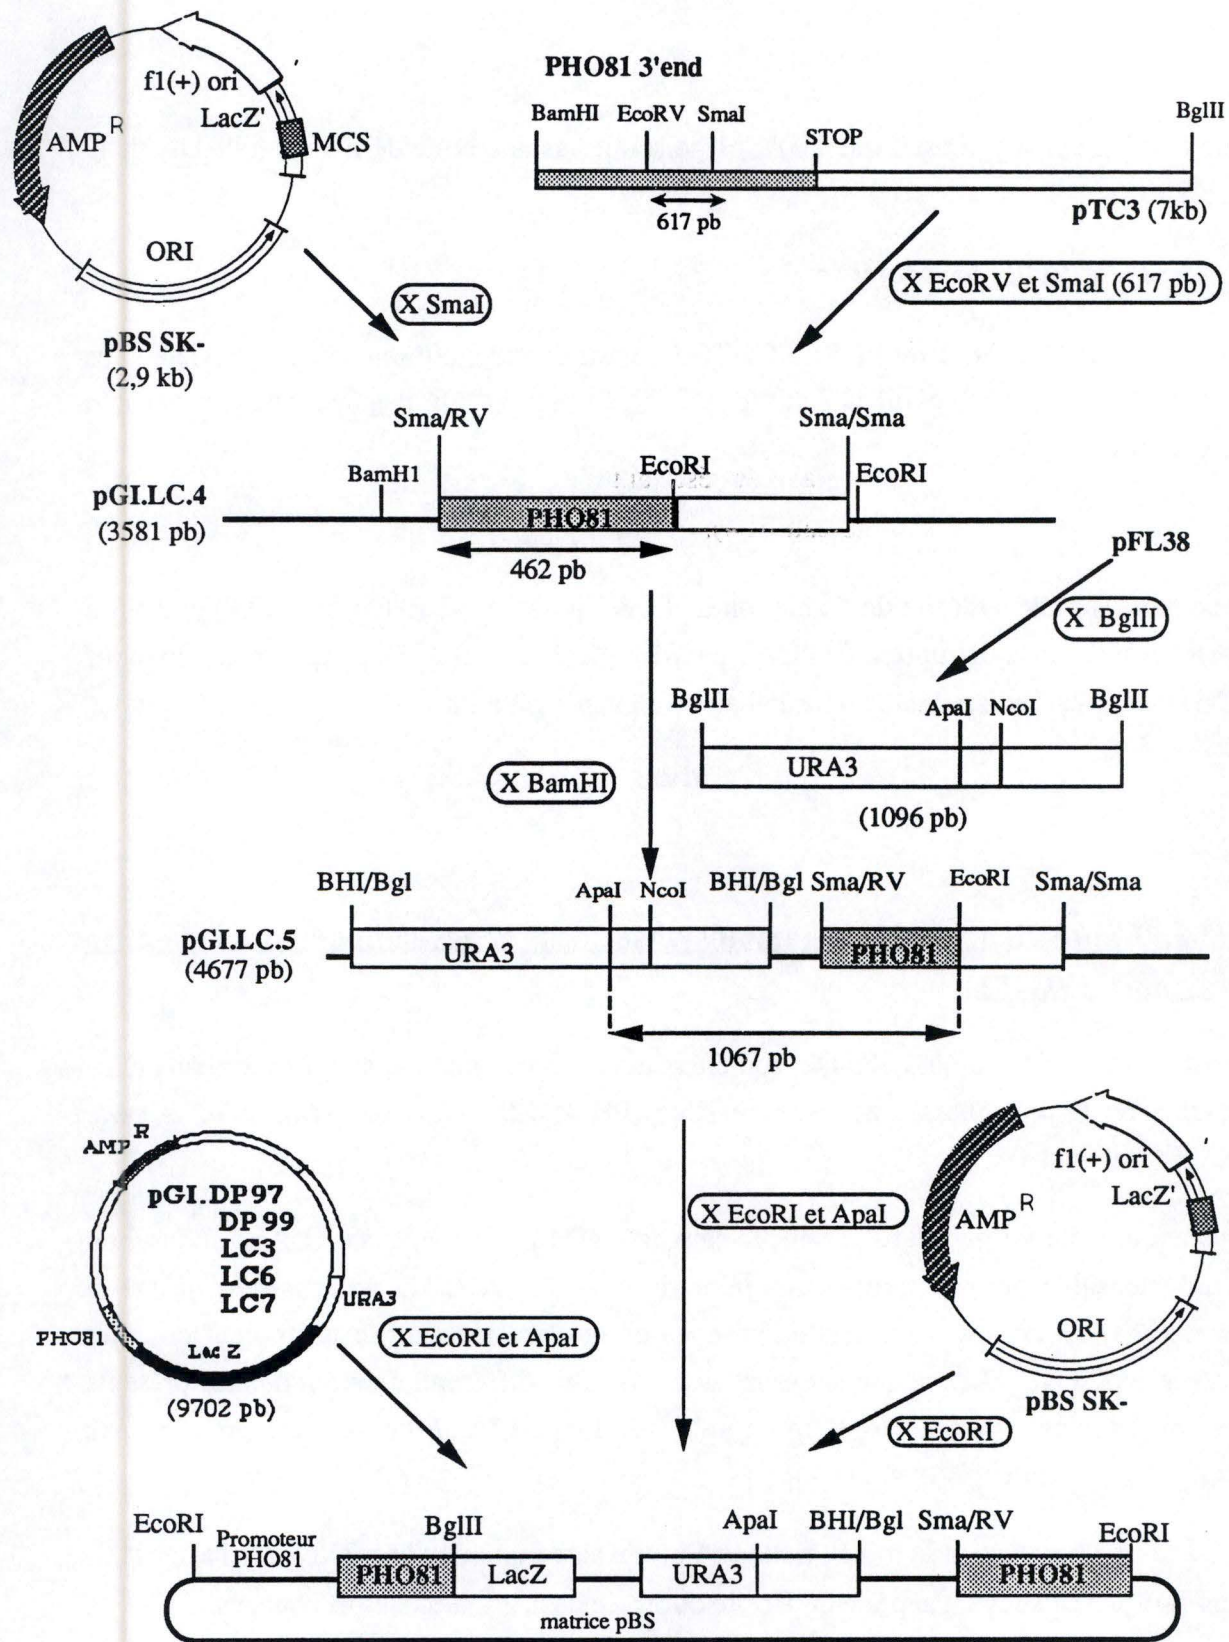 f1(+) ori
LacZ'
AMP R
MCS
ORI
pBS SK-
(2,9 kb)
X SmaI
PHO81 3'end
BamHI EcoRV SmaI
STOP
BglII
617 pb
pTC3 (7kb)
X EcoRV et SmaI (617 pb)
Sma/RV
Sma/Sma
BamH1
EcoRI
EcoRI
pGI.LC.4
(3581 pb)
PHO81
462 pb
pFL38
X BglII
BglII
ApaI NcoI
BglII
URA3
(1096 pb)
X BamHI
BHI/Bgl
ApaI NcoI
BHI/Bgl Sma/RV
EcoRI
Sma/Sma
pGI.LC.5
(4677 pb)
URA3
PHO81
1067 pb
AMP R
pGI.DP97
DP99
LC3
LC6
LC7
URA3
PHO81
Lac Z
(9702 pb)
X EcoRI et ApaI
X EcoRI et ApaI
f1(+) ori
LacZ'
AMP R
ORI
pBS SK-
X EcoRI
EcoRI
Promoteur
PHO81
BglII
ApaI
BHI/Bgl Sma/RV
EcoRI
PHO81
LacZ
URA3
PHO81
matrice pBS